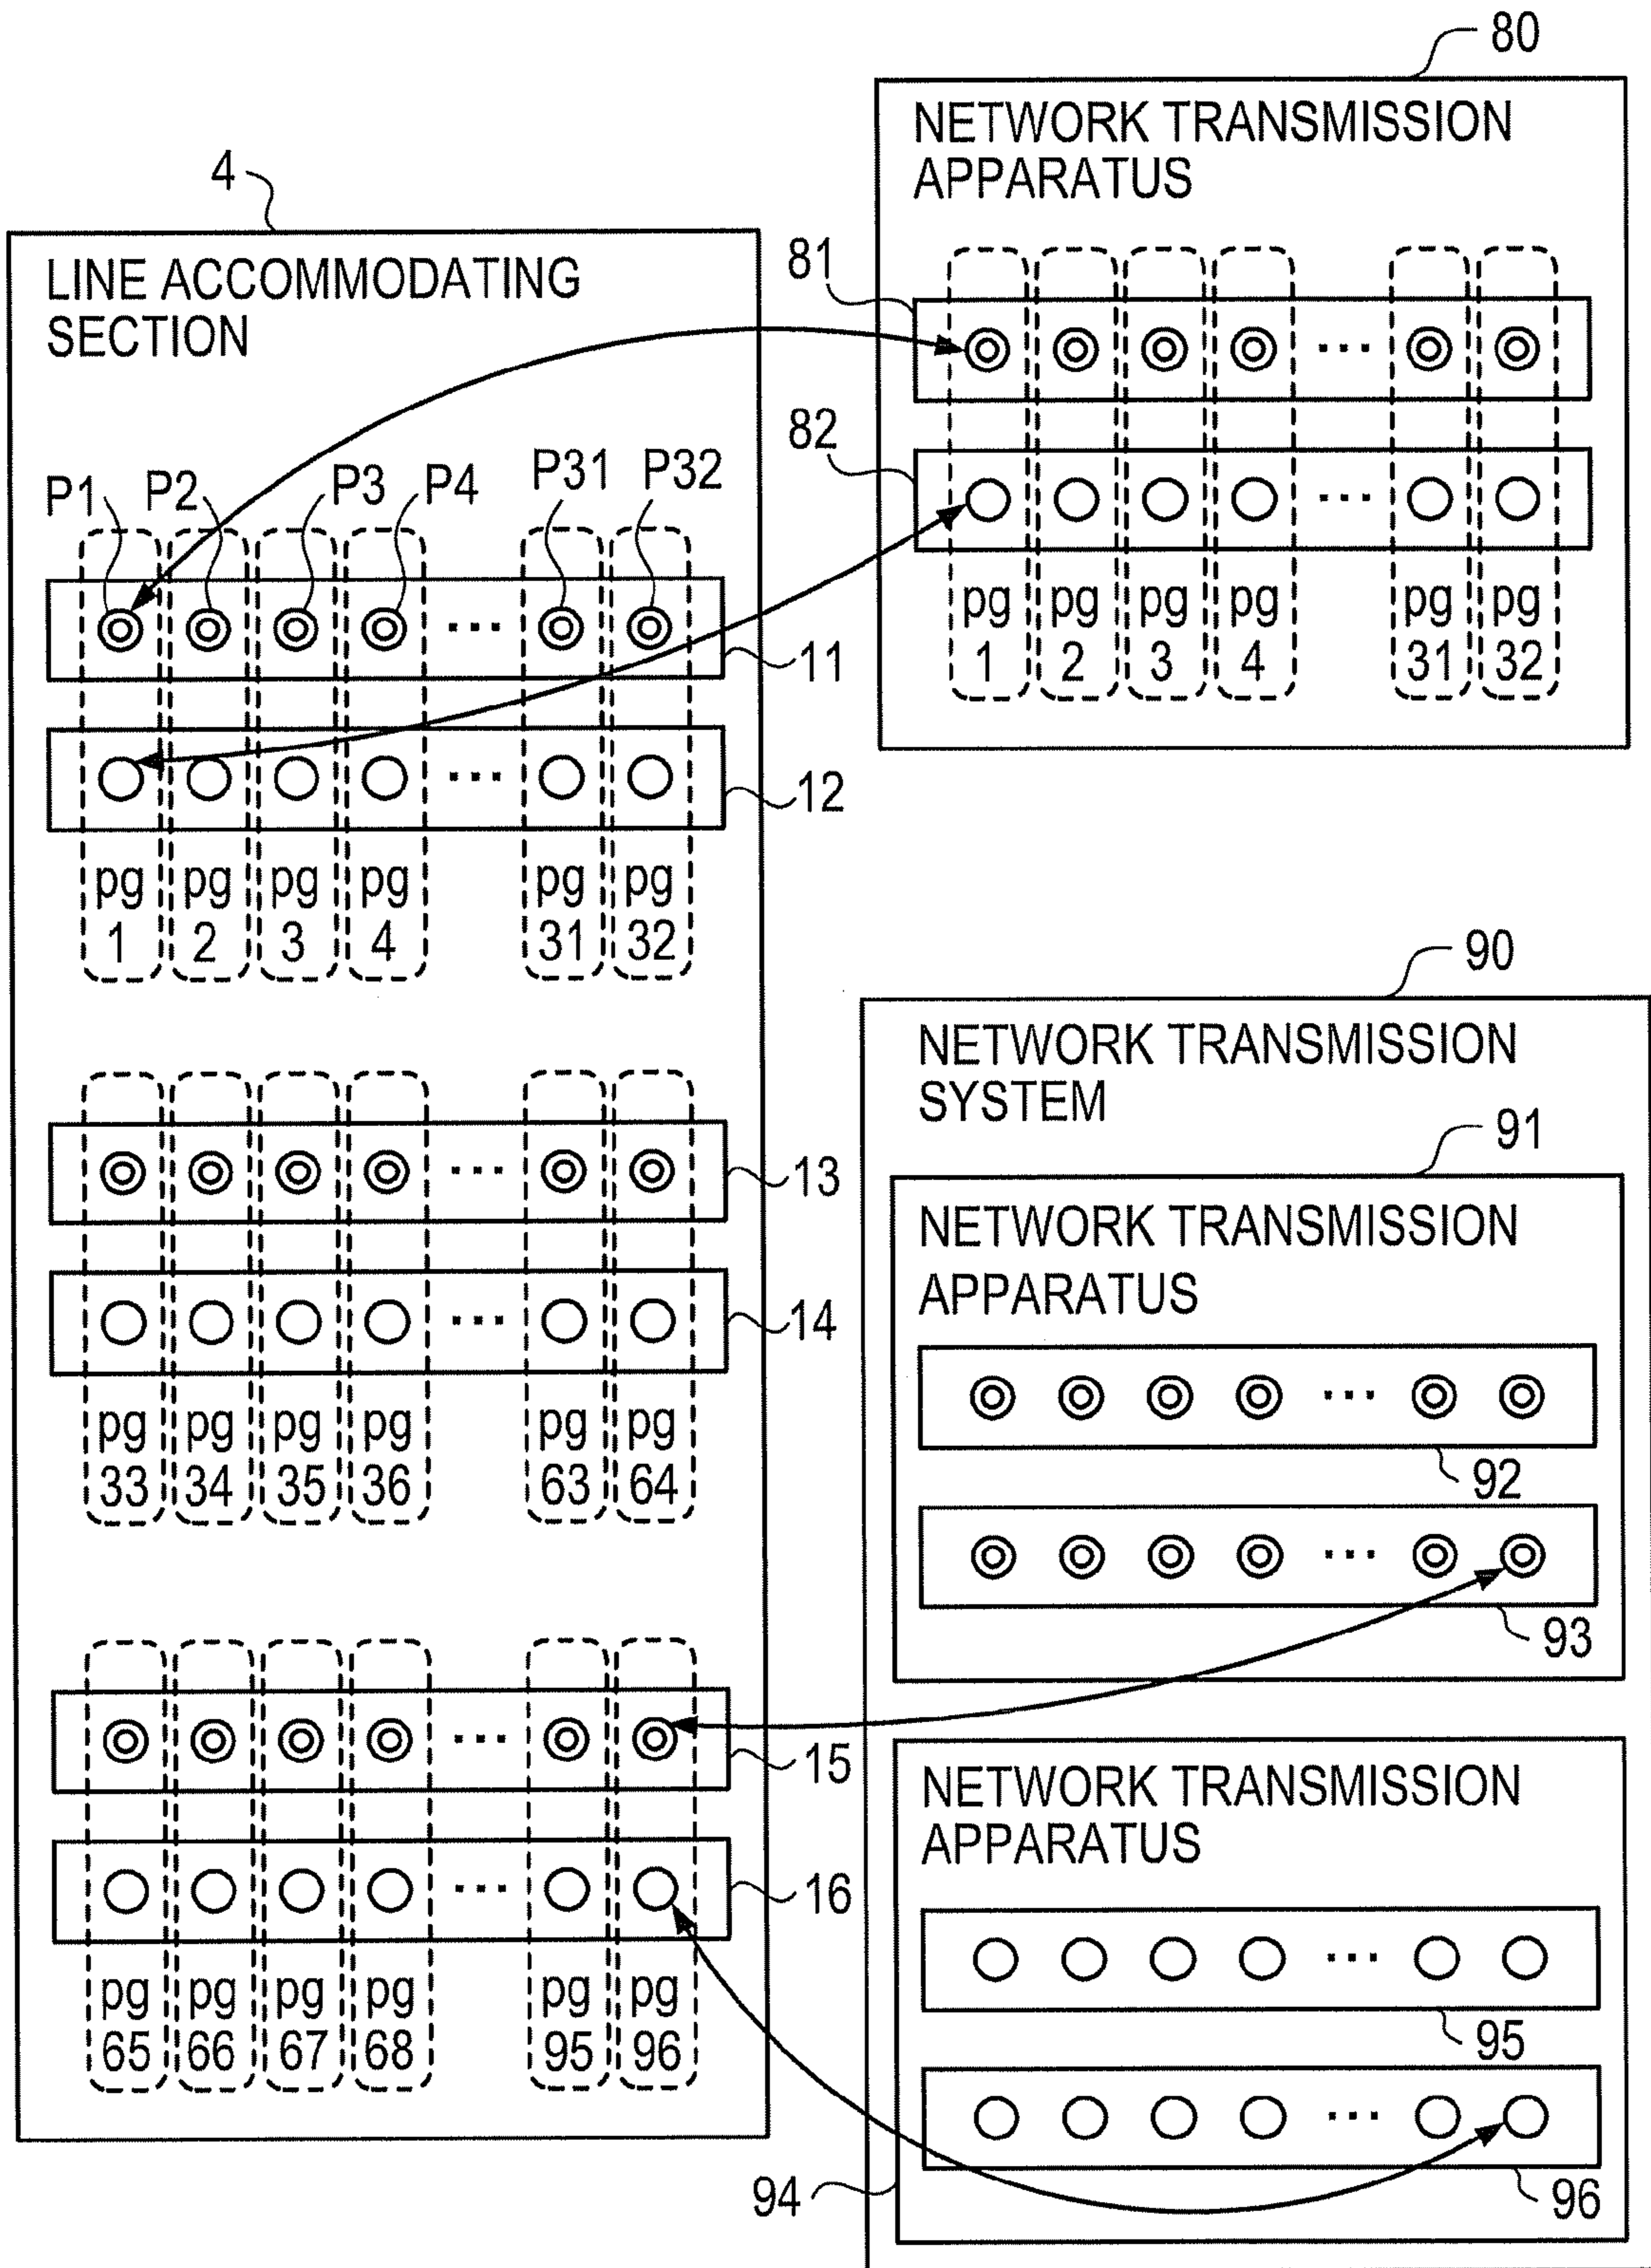 80
NETWORK TRANSMISSION
APPARATUS
81
82
pg pg pg pg pg pg
1 2 3 4 31 32
4
LINE ACCOMMODATING
SECTION
P1 P2 P3 P4 P31 P32
... 11
... 12
pg pg pg pg pg pg
1 2 3 4 31 32
... 13
... 14
pg pg pg pg pg pg
33 34 35 36 63 64
... 15
... 16
pg pg pg pg pg pg
65 66 67 68 95 96
90
NETWORK TRANSMISSION
SYSTEM
91
NETWORK TRANSMISSION
APPARATUS
92
93
NETWORK TRANSMISSION
APPARATUS
95
94
96